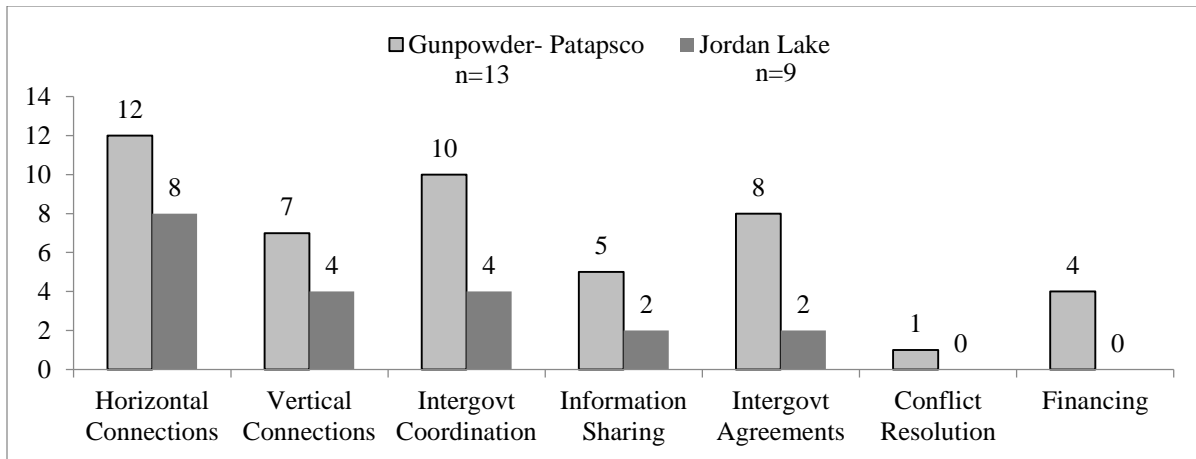 Gunpowder- Patapsco Jordan Lake
n=13 n=9
14
12
10
8
6
4
2
0
12
8
7
4
10
4
5
2
8
2
1
0
4
0
Horizontal Connections
Vertical Connections
Intergovt Coordination
Information Sharing
Intergovt Agreements
Conflict Resolution
Financing